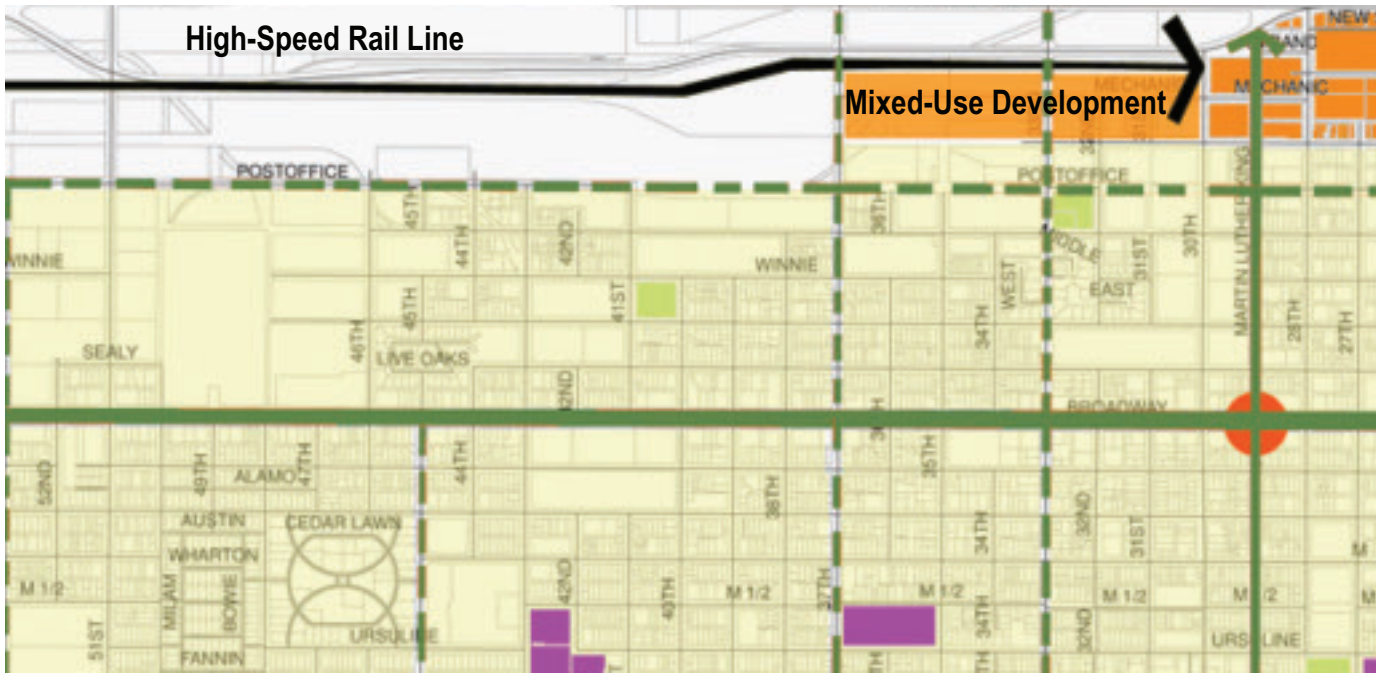 High-Speed Rail Line
NEW
MECHANIC
Mixed-Use Development
POSTOFFICE
POSTOFFICE
45TH
44TH
42ND
36TH
31ST
30TH
MARTIN LUTHER KING
WINNIE
WINNIE
WEST
EAST
41ST
45TH
46TH
34TH
28TH
27TH
SEALY
LIVE OAKS
42ND
BROADWAY
52ND
49TH
ALAMO
47TH
44TH
38TH
35TH
AUSTIN
CEDAR LAWN
34TH
32ND
31ST
WHARTON
M 1/2
MILAM
BOWIE
42ND
40TH
M 1/2
37TH
M 1/2
34TH
32ND
M 1/2
51ST
URSULINE
FANNIN
URSULINE